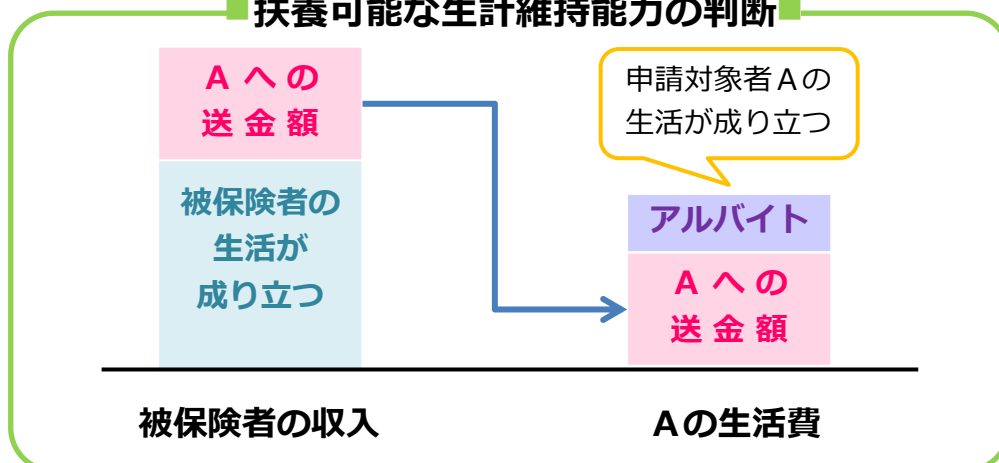 ■扶養可能な生計維持能力の判断■
Ａ への
送 金 額
被保険者の
生活が
成り立つ
申請対象者Ａの
生活が成り立つ
アルバイト
Ａ への
送 金 額
被保険者の収入
Ａの生活費